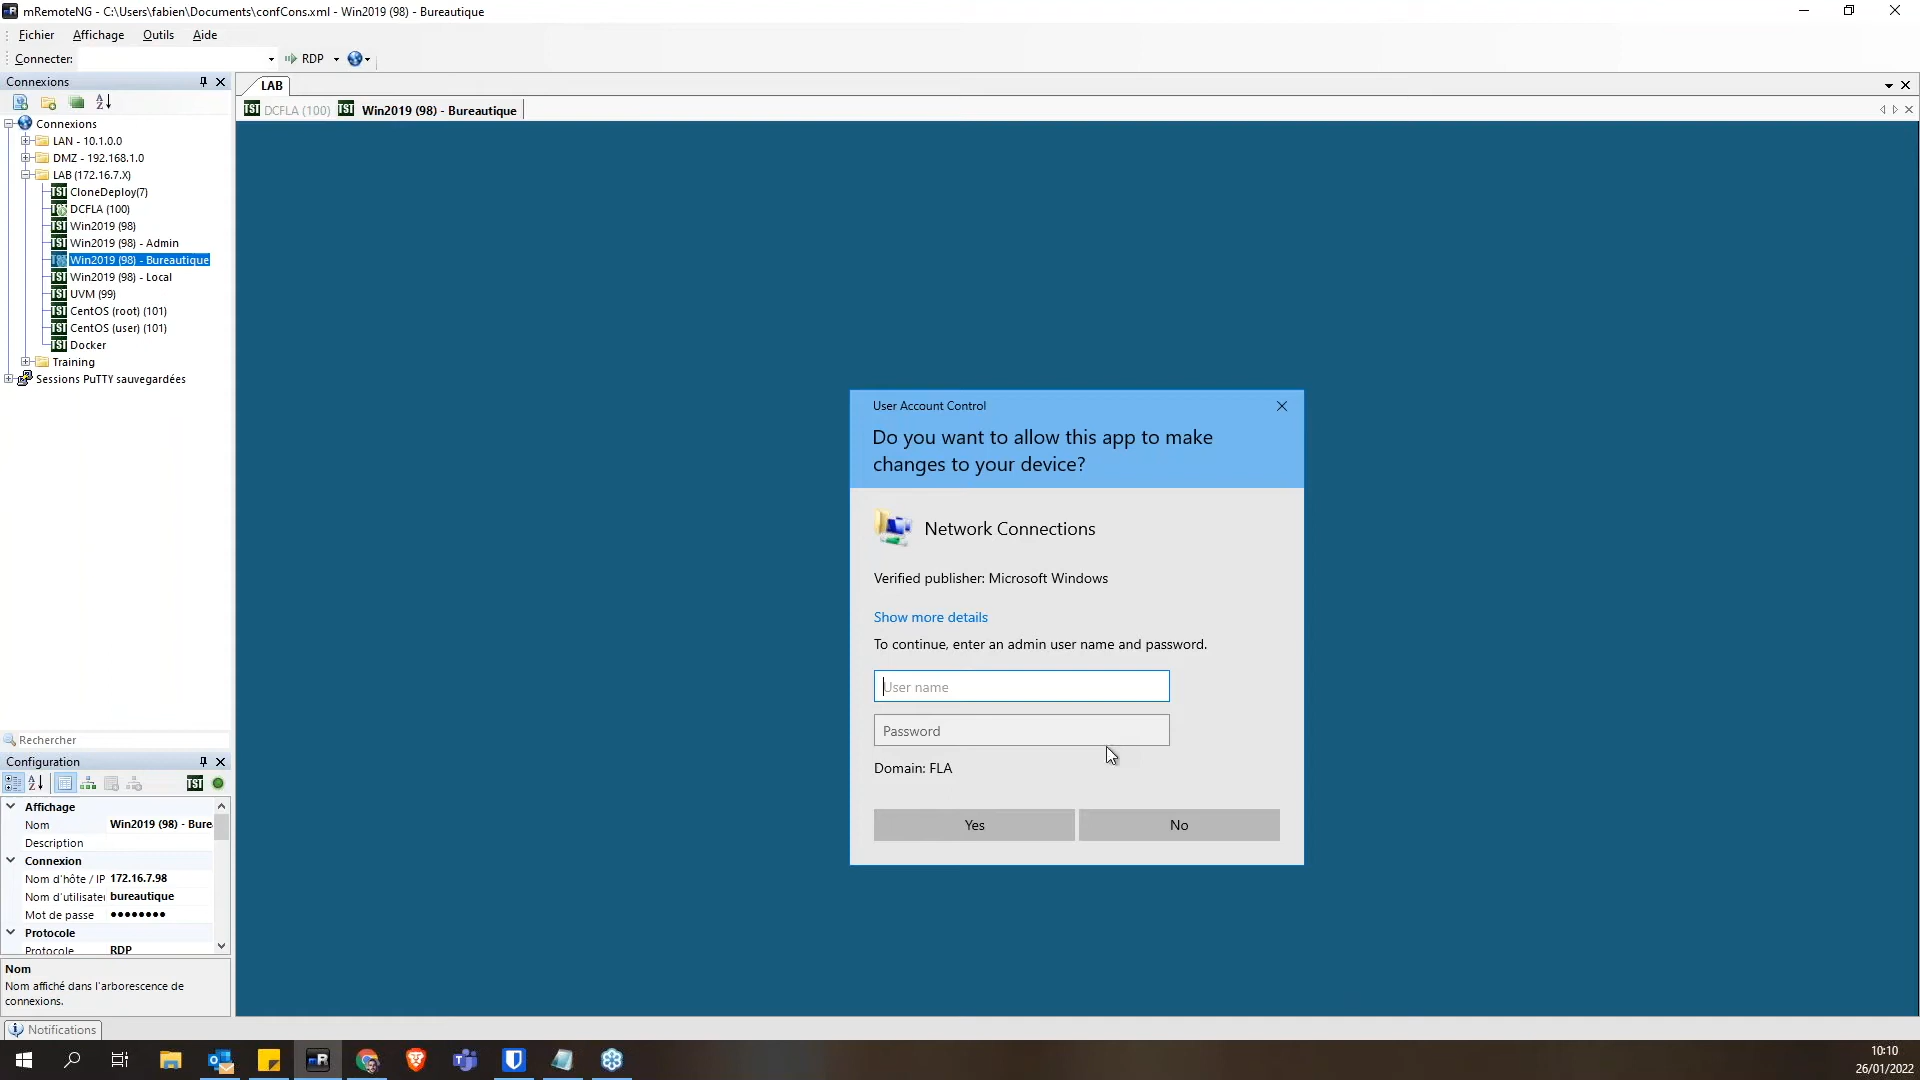 mRemoteNG - C:\Users\fabien\Documents\confCons.xml - Win2019 (98) - Bureautique
Fichier Affichage Outils Aide
Connecter: RDP
Connexions
LAB
DCFLA (100) Win2019 (98) - Bureautique
Connexions
LAN - 10.1.0.0
DMZ - 192.168.1.0
LAB (172.16.7.X)
CloneDeploy(7)
DCFLA (100)
Win2019 (98)
Win2019 (98) - Admin
Win2019 (98) - Bureautique
Win2019 (98) - Local
UVM (99)
CentOS (root) (101)
CentOS (user) (101)
Docker
Training
Sessions PuTTY sauvegardées
User Account Control
Do you want to allow this app to make
changes to your device?
Network Connections
Verified publisher: Microsoft Windows
Show more details
To continue, enter an admin user name and password.
User name
Password
Domain: FLA
Yes No
Rechercher
Configuration
Affichage
Nom Win2019 (98) - Bure
Description
Connexion
Nom d'hôte / IP 172.16.7.98
Nom d'utilisate bureautique
Mot de passe ●●●●●●●●
Protocole
Protocole RDP
Nom
Nom affiché dans l'arborescence de
connexions.
Notifications
10:10
26/01/2022